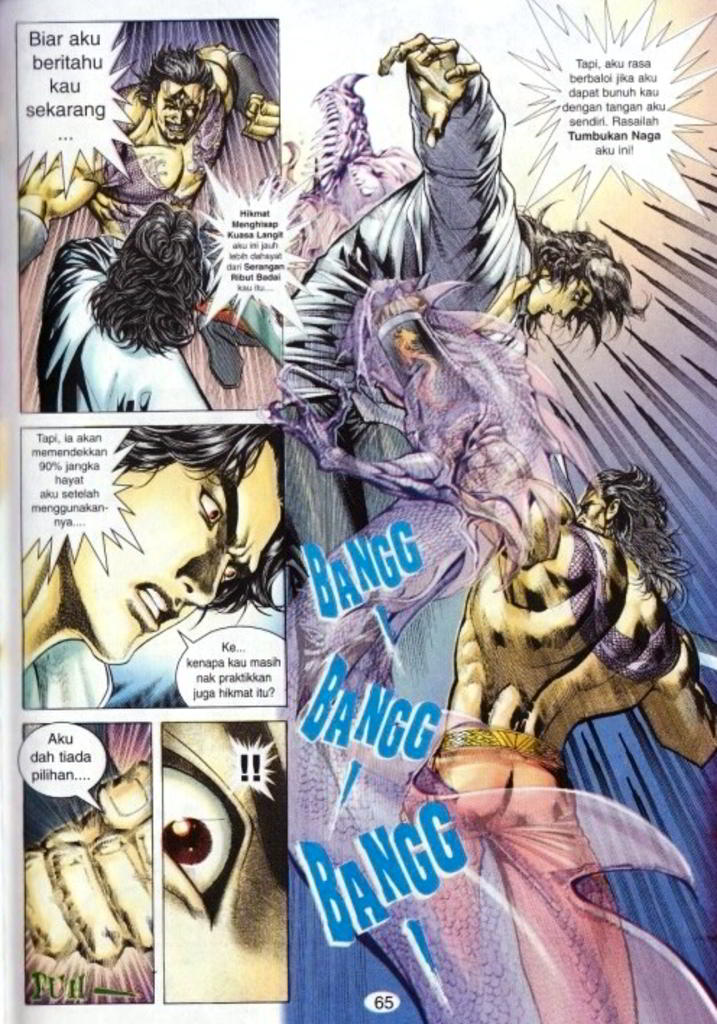 Biar aku
beritahu
kau
sekarang
...
Hikmat
Menghisap
Kuasa Langit
aku ini jauh
lebih dahsyat
dari Serangan
Ribut Badai
kau itu....
Tapi, ia akan
memendekkan
90% jangka
hayat
aku setelah
menggunakan-
nya....
Ke...
kenapa kau masih
nak praktikkan
juga hikmat itu?
Aku
dah tiada
pilihan....
!!
Tapi, aku rasa
berbaloi jika aku
dapat bunuh kau
dengan tangan aku
sendiri. Rasailah
Tumbukan Naga
aku ini!
BANGG
BANGG
BANGG
65